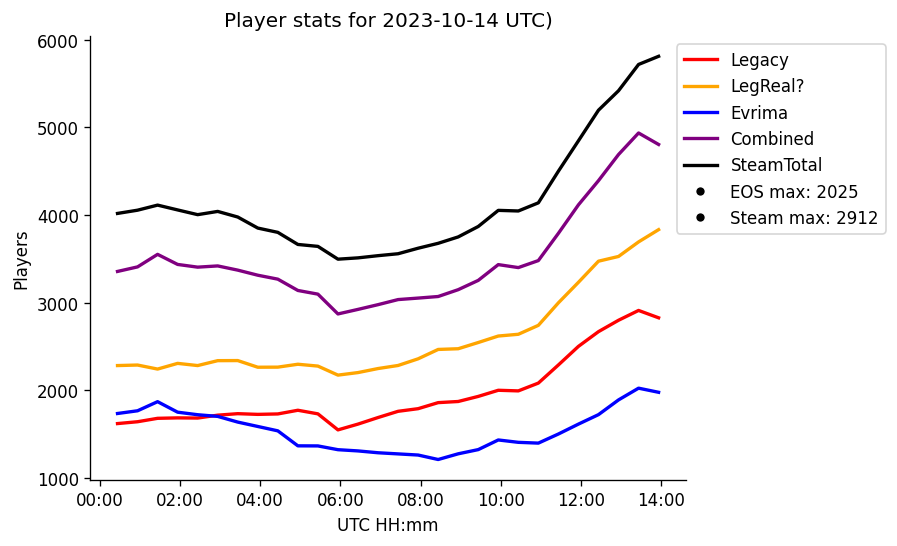 Player stats for 2023-10-14 UTC)
6000
5000
4000
3000
2000
1000
Players
00:00 02:00 04:00 06:00 08:00 10:00 12:00 14:00
UTC HH:mm
Legacy
LegReal?
Evrima
Combined
SteamTotal
EOS max: 2025
Steam max: 2912